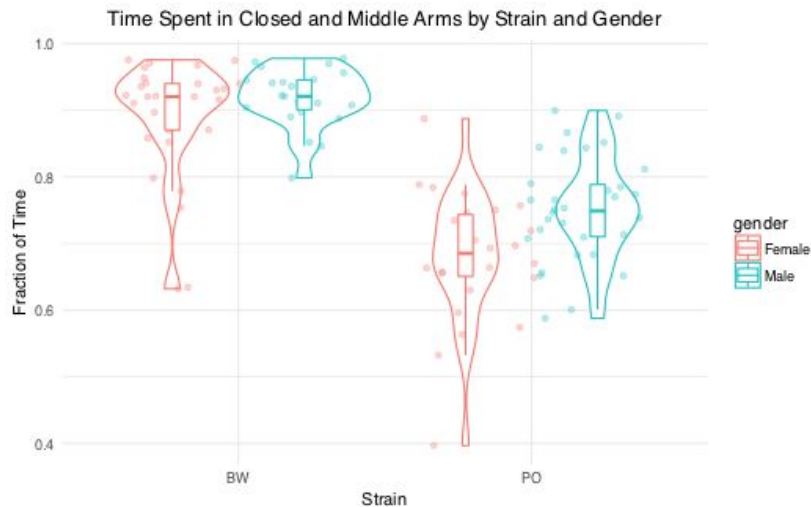 Time Spent in Closed and Middle Arms by Strain and Gender
1.0
0.8
0.6
0.4
Fraction of Time
BW
PO
Strain
gender
Female
Male